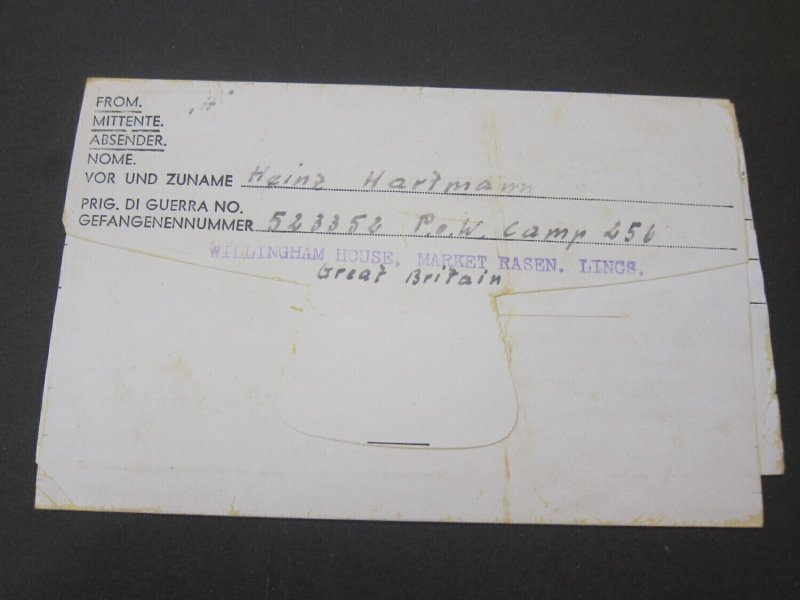 FROM. "H"
MITTENTE.
ABSENDER.
NOME.
VOR UND ZUNAME Heinz Hartmann
PRIG. DI GUERRA NO.
GEFANGENENNUMMER 523352 P.o.W. Camp 256
WILLINGHAM HOUSE, MARKET RASEN. LINCS.
Great Britain